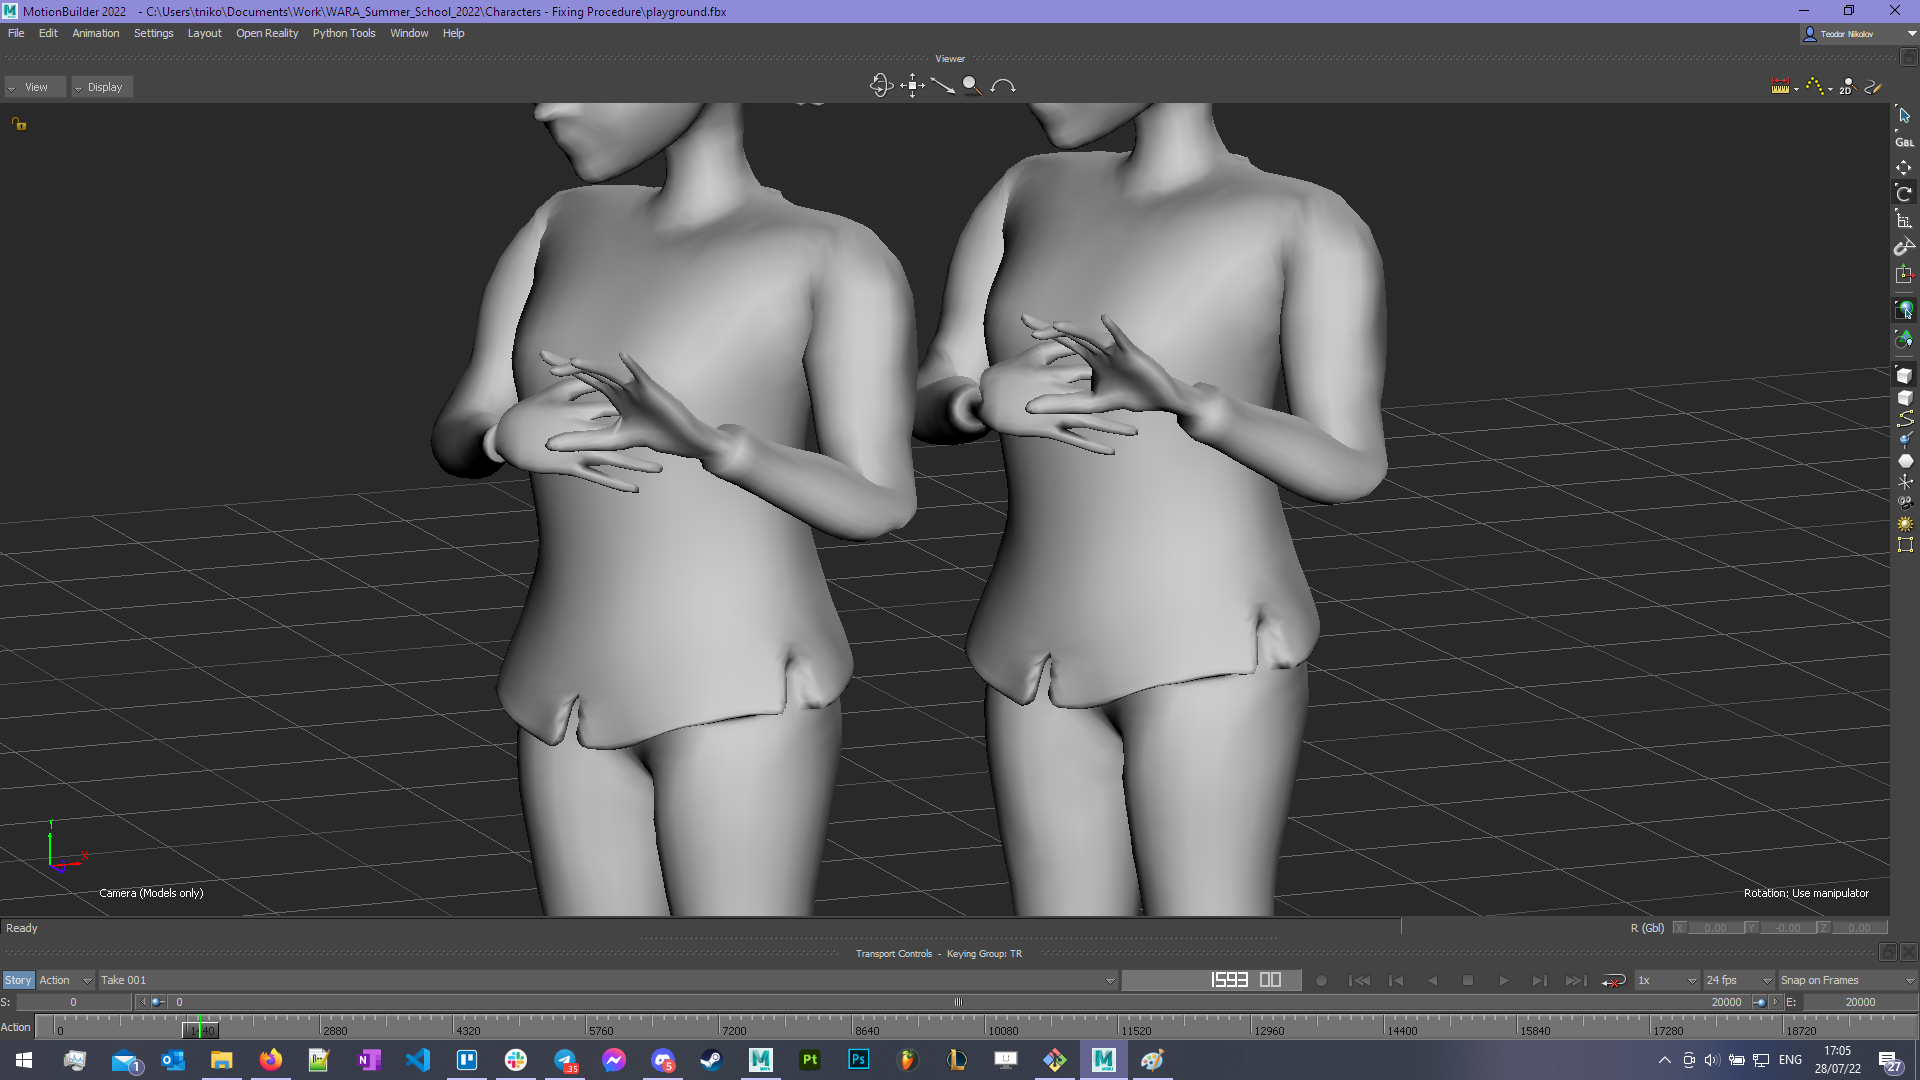 MotionBuilder 2022 - C:\Users\tniko\Documents\Work\WARA_Summer_School_2022\Characters - Fixing Procedure\playground.fbx
File Edit Animation Settings Layout Open Reality Python Tools Window Help
Teodor Nikolov
Viewer
View Display
2D
GBL
Y
X
Camera (Models only)
Rotation: Use manipulator
Ready
R (Gbl) X 0.00 Y -0.00 Z 0.00
Transport Controls - Keying Group: TR
Story Action Take 001 1593 00 1x 24 fps Snap on Frames
S: 0 0 20000 E: 20000
Action 0 1440 2880 4320 5760 7200 8640 10080 11520 12960 14400 15840 17280 18720
1 N 35 5 Pt Ps L ENG
17:05
28/07/22
27